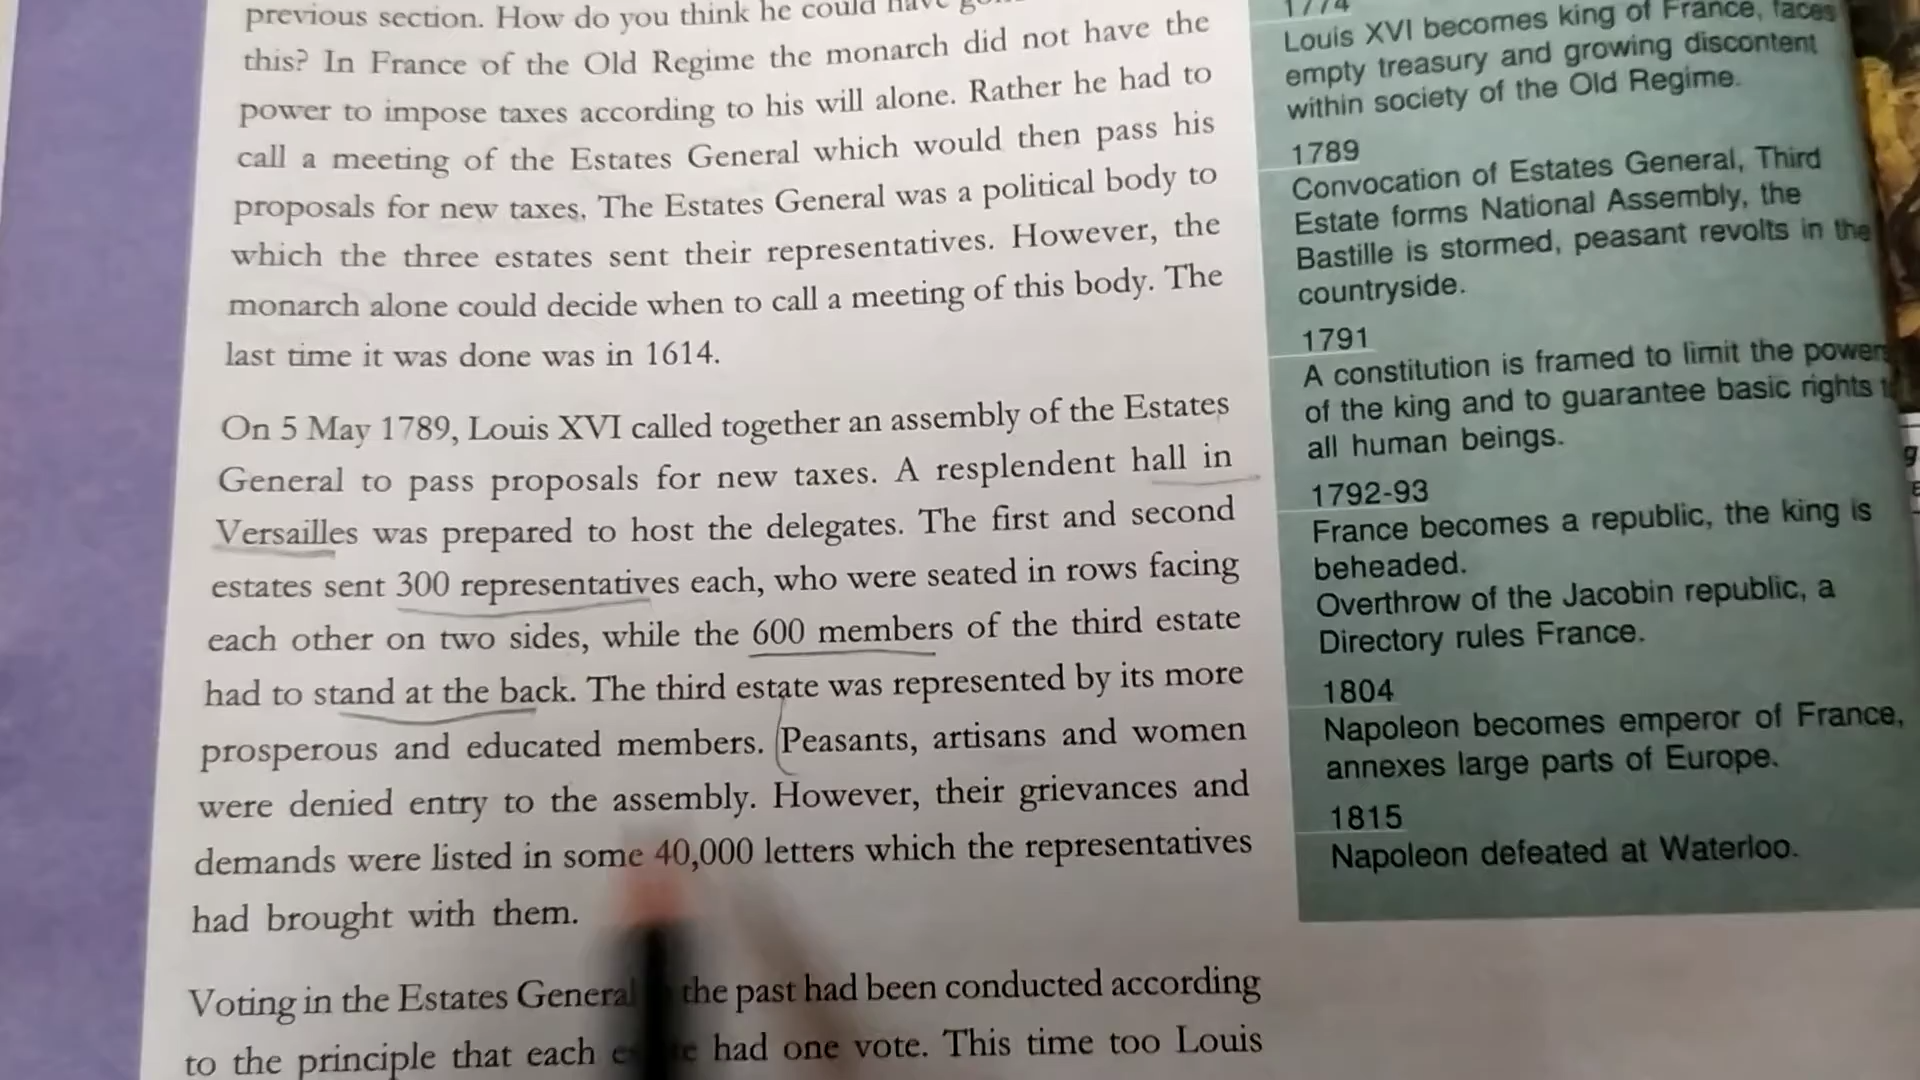 previous section. How do you think he could have
this? In France of the Old Regime the monarch did not have the
power to impose taxes according to his will alone. Rather he had to
call a meeting of the Estates General which would then pass his
proposals for new taxes. The Estates General was a political body to
which the three estates sent their representatives. However, the
monarch alone could decide when to call a meeting of this body. The
last time it was done was in 1614.
On 5 May 1789, Louis XVI called together an assembly of the Estates
General to pass proposals for new taxes. A resplendent hall in
Versailles was prepared to host the delegates. The first and second
estates sent 300 representatives each, who were seated in rows facing
each other on two sides, while the 600 members of the third estate
had to stand at the back. The third estate was represented by its more
prosperous and educated members. Peasants, artisans and women
were denied entry to the assembly. However, their grievances and
demands were listed in some 40,000 letters which the representatives
had brought with them.
Voting in the Estates General the past had been conducted according
to the principle that each had one vote. This time too Louis
1774
Louis XVI becomes king of France, faces
empty treasury and growing discontent
within society of the Old Regime.
1789
Convocation of Estates General, Third
Estate forms National Assembly, the
Bastille is stormed, peasant revolts in the
countryside.
1791
A constitution is framed to limit the powers
of the king and to guarantee basic rights
all human beings.
1792-93
France becomes a republic, the king is
beheaded.
Overthrow of the Jacobin republic, a
Directory rules France.
1804
Napoleon becomes emperor of France,
annexes large parts of Europe.
1815
Napoleon defeated at Waterloo.